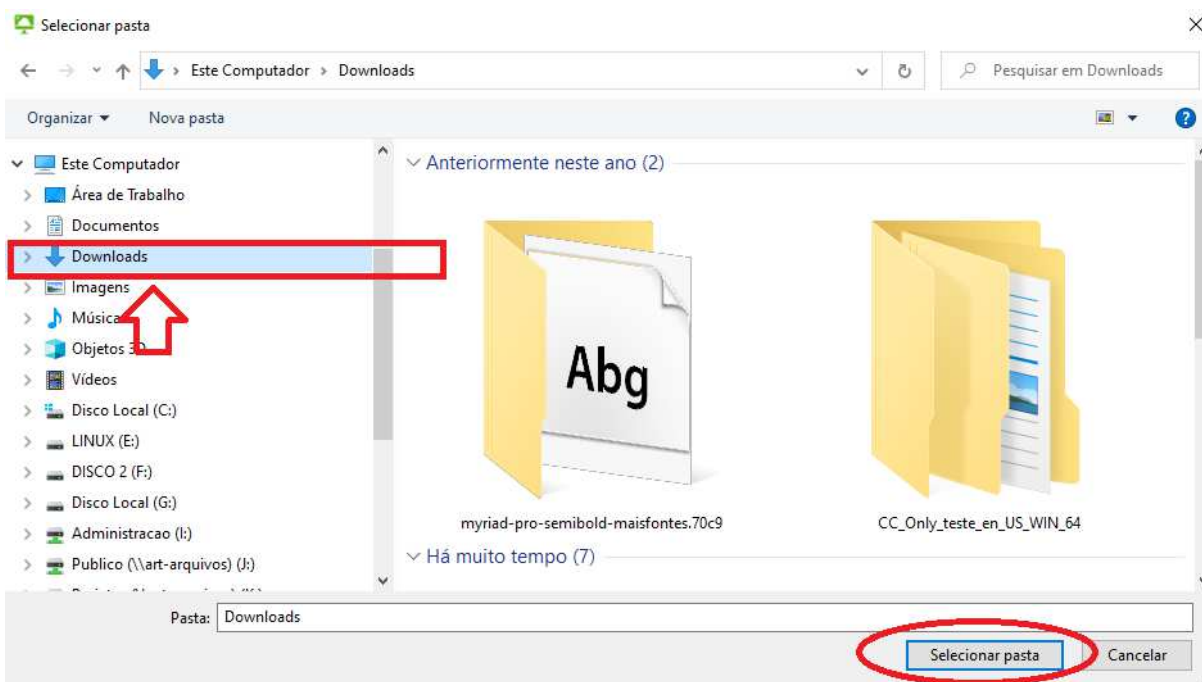 Selecionar pasta
Este Computador > Downloads
Pesquisar em Downloads
Organizar
Nova pasta
Este Computador
Área de Trabalho
Documentos
Downloads
Imagens
Música
Objetos 3D
Vídeos
Disco Local (C:)
LINUX (E:)
DISCO 2 (F:)
Disco Local (G:)
Administracao (I:)
Publico (\\art-arquivos) (J:)
Anteriormente neste ano (2)
Abg
myriad-pro-semibold-maisfontes.70c9
CC_Only_teste_en_US_WIN_64
Há muito tempo (7)
Pasta: Downloads
Selecionar pasta
Cancelar